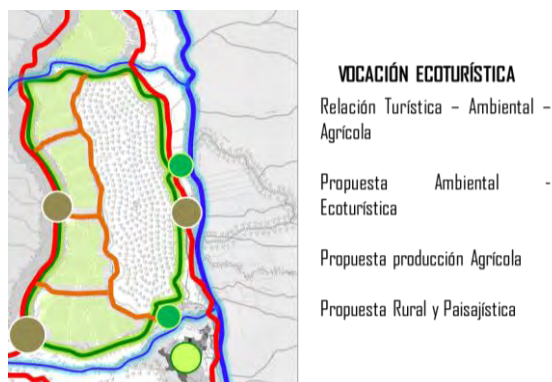 VOCACIÓN ECOTURÍSTICA
Relación Turística – Ambiental –
Agrícola
Propuesta Ambiental -
Ecoturística
Propuesta producción Agrícola
Propuesta Rural y Paisajística